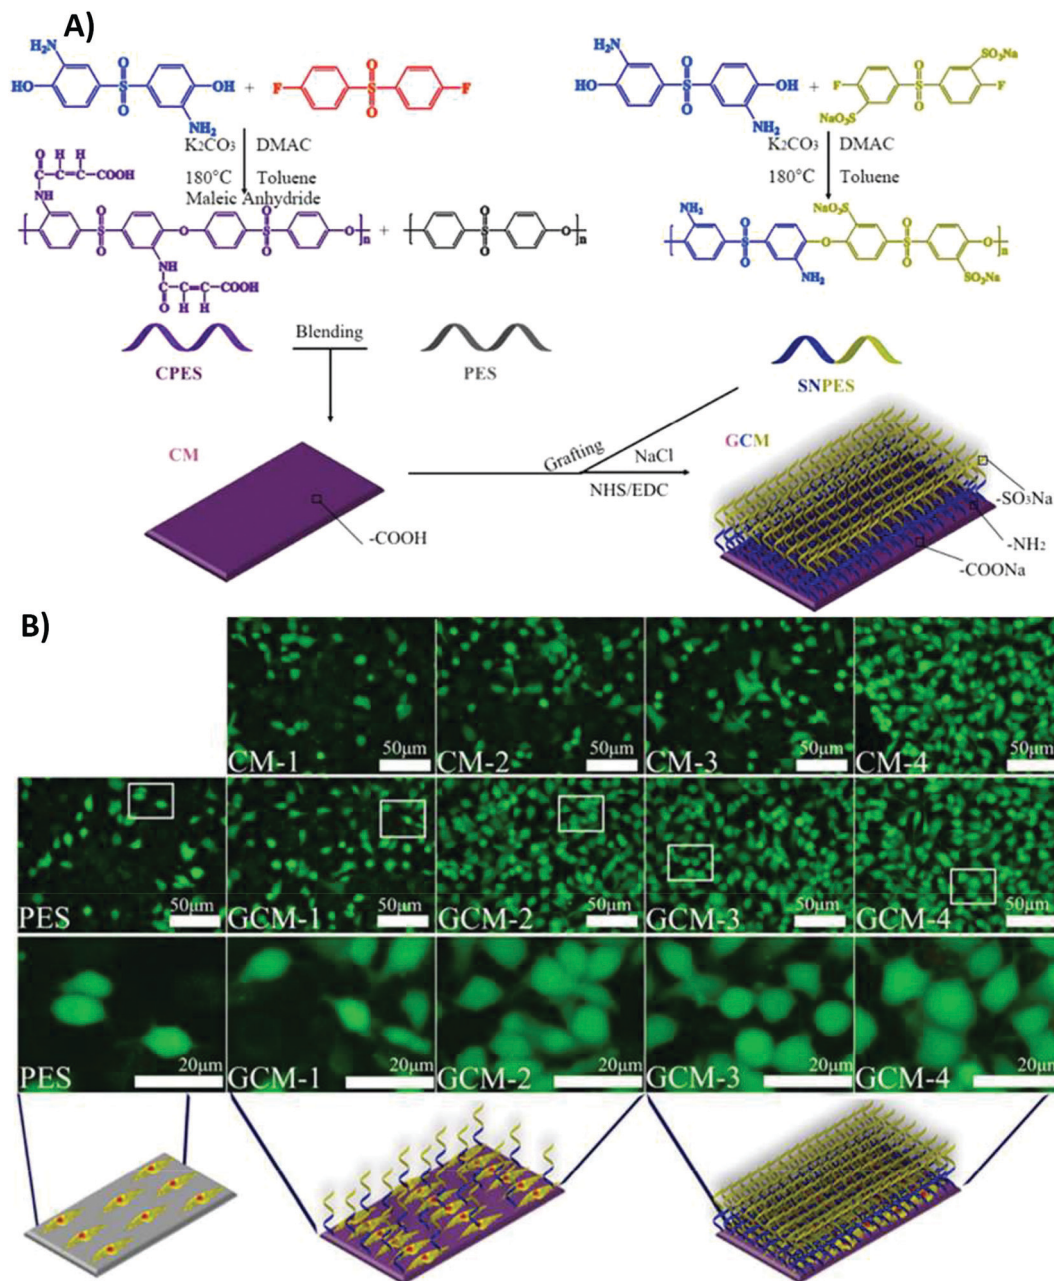 A)
H2N
HO
OH
NH2
+
F
F
H2N
HO
OH
NH2
+
SO3Na
F
F
NaO3S
K2CO3 DMAC
180°C Toluene
Maleic Anhydride
K2CO3 DMAC
180°C Toluene
H H
O
C-C=C-COOH
NH
O
O n
+
O n
NH
C-C=C-COOH
O H H
NH2
NaO3S
O
O n
NH2
SO3Na
Blending
CPES
PES
SNPES
CM
-COOH
Grafting
NaCl
NHS/EDC
GCM
-SO3Na
-NH2
-COONa
B)
CM-1 50μm
CM-2 50μm
CM-3 50μm
CM-4 50μm
PES 50μm
GCM-1 50μm
GCM-2 50μm
GCM-3 50μm
GCM-4 50μm
PES 20μm
GCM-1 20μm
GCM-2 20μm
GCM-3 20μm
GCM-4 20μm